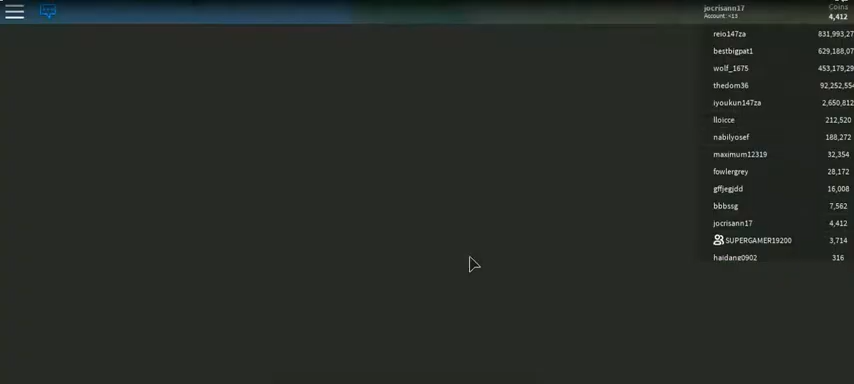 jocrisann17
Coins
Account: <13
4,412
reio147za 831,993,27
bestbigpat1 629,188,07
wolf_1675 453,179,29
thedom36 92,252,554
iyoukun147za 2,650,812
lloicce 212,520
nabilyosef 188,272
maximum12319 32,354
fowlergrey 28,172
gffjegjdd 16,008
bbbssg 7,562
jocrisann17 4,412
SUPERGAMER19200 3,714
haidang0902 316